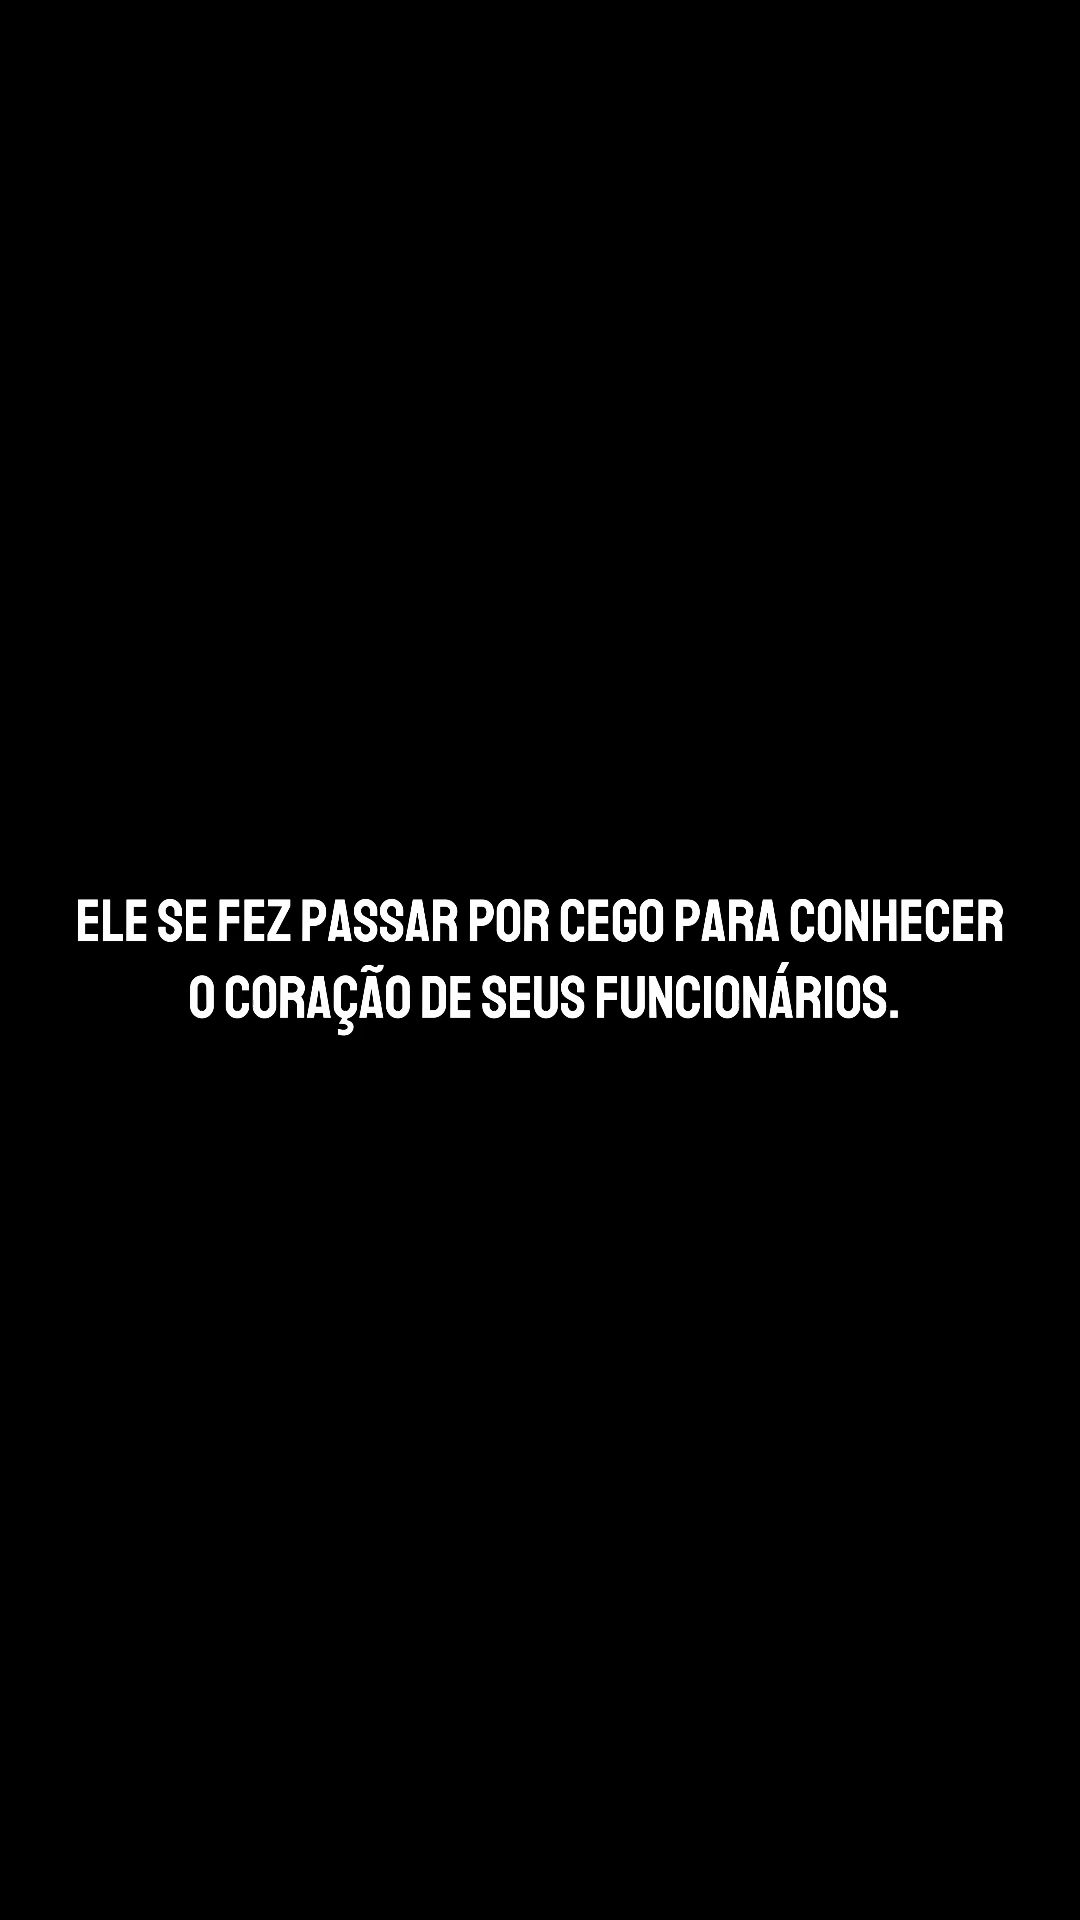 ELE SE FEZ PASSAR POR CEGO PARA CONHECER
O CORAÇÃO DE SEUS FUNCIONÁRIOS.